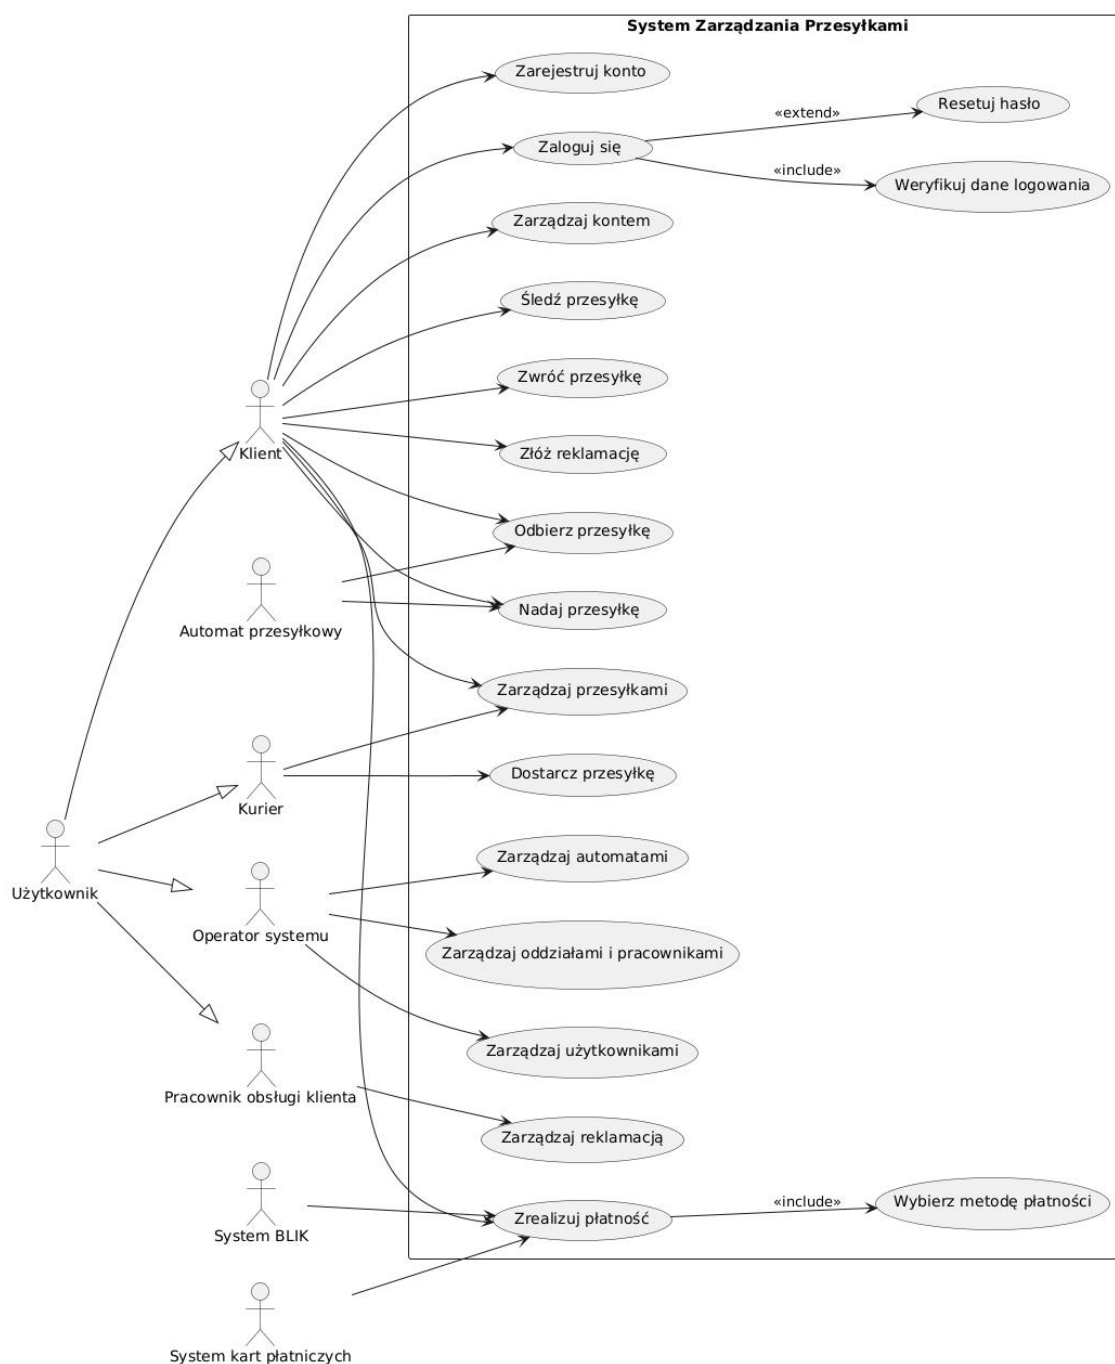 System Zarządzania Przesyłkami
Zarejestruj konto
Resetuj hasło
«extend»
Zaloguj się
«include»
Weryfikuj dane logowania
Zarządzaj kontem
Śledź przesyłkę
Zwróć przesyłkę
Klient
Złóż reklamację
Odbierz przesyłkę
Nadaj przesyłkę
Automat przesyłkowy
Zarządzaj przesyłkami
Dostarcz przesyłkę
Kurier
Zarządzaj automatami
Użytkownik
Operator systemu
Zarządzaj oddziałami i pracownikami
Zarządzaj użytkownikami
Pracownik obsługi klienta
Zarządzaj reklamacją
«include»
Wybierz metodę płatności
Zrealizuj płatność
System BLIK
System kart płatniczych